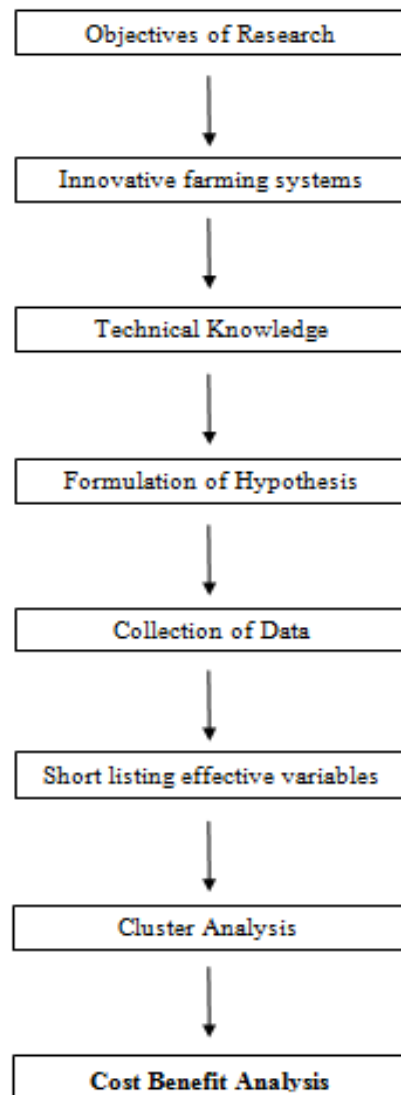 Objectives of Research
Innovative farming systems
Technical Knowledge
Formulation of Hypothesis
Collection of Data
Short listing effective variables
Cluster Analysis
Cost Benefit Analysis